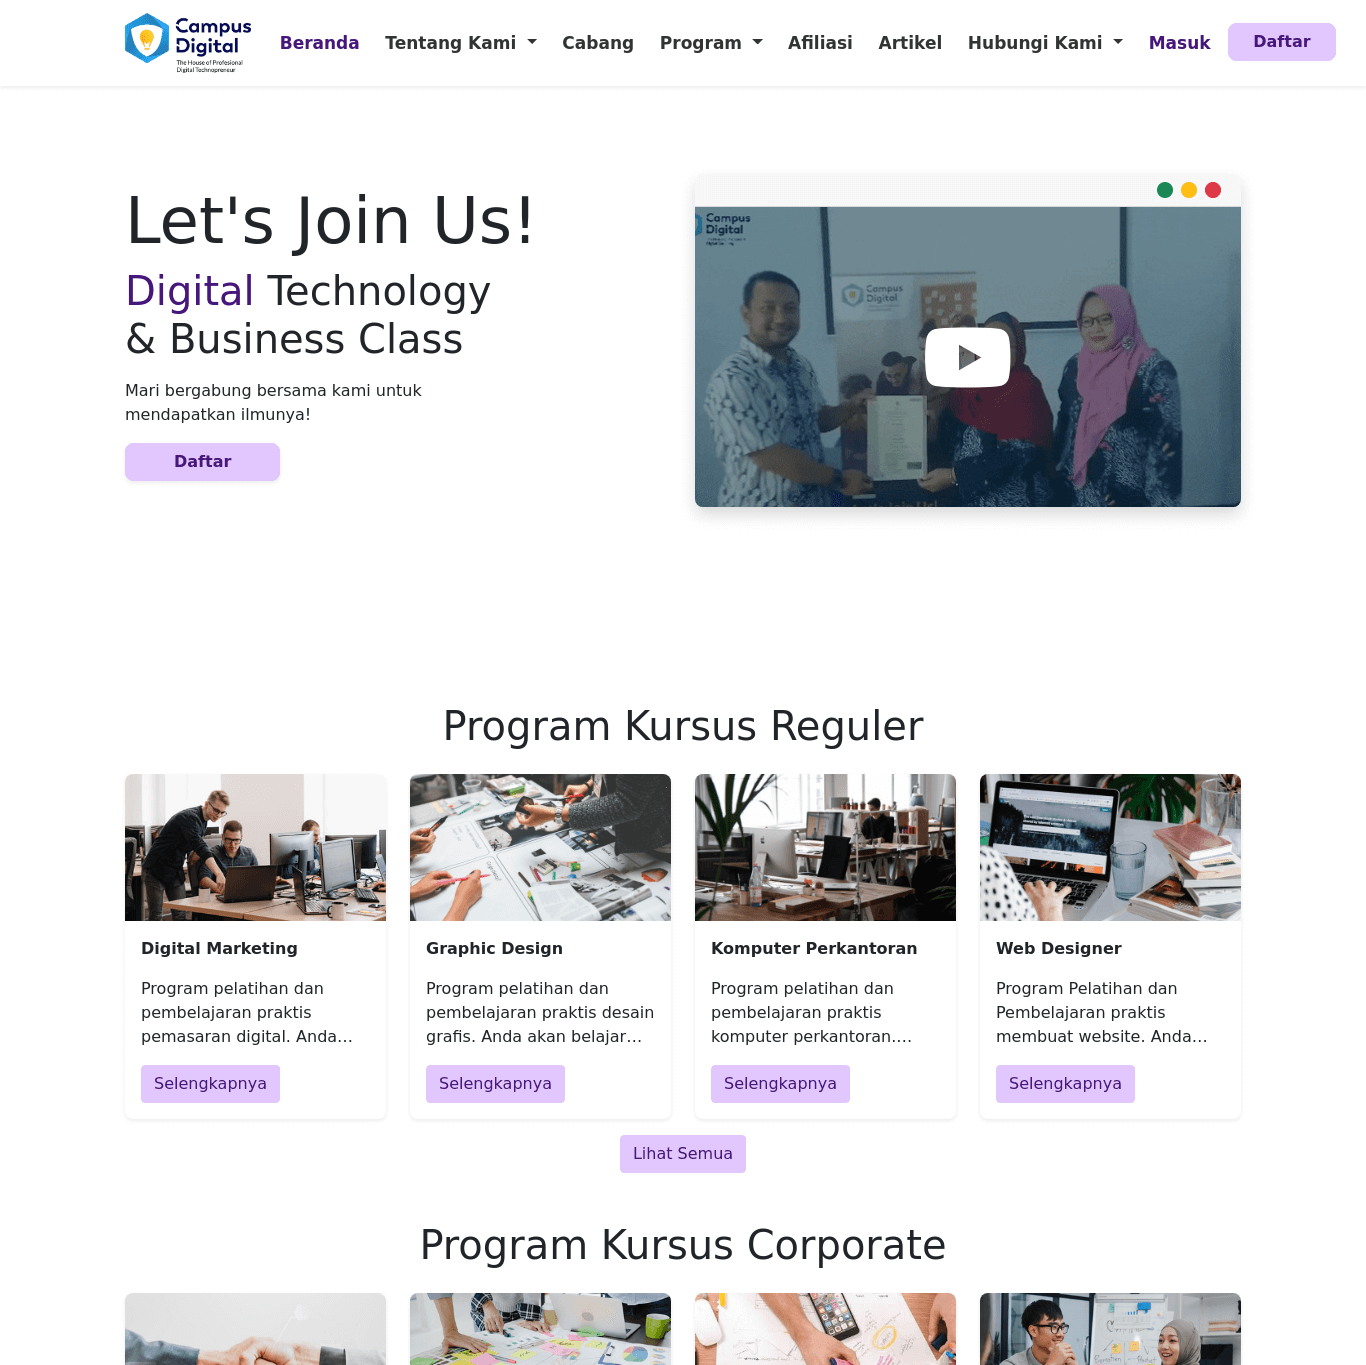 Campus
Digital
The House of Profesional
Digital Technopreneur
Beranda
Tentang Kami
Cabang
Program
Afiliasi
Artikel
Hubungi Kami
Masuk
Daftar
Let's Join Us!
Digital Technology
& Business Class
Mari bergabung bersama kami untuk
mendapatkan ilmunya!
Daftar
Campus
Digital
Campus
Digital
Program Kursus Reguler
Digital Marketing
Program pelatihan dan
pembelajaran praktis
pemasaran digital. Anda...
Selengkapnya
Graphic Design
Program pelatihan dan
pembelajaran praktis desain
grafis. Anda akan belajar...
Selengkapnya
Komputer Perkantoran
Program pelatihan dan
pembelajaran praktis
komputer perkantoran....
Selengkapnya
Web Designer
Program Pelatihan dan
Pembelajaran praktis
membuat website. Anda...
Selengkapnya
Lihat Semua
Program Kursus Corporate